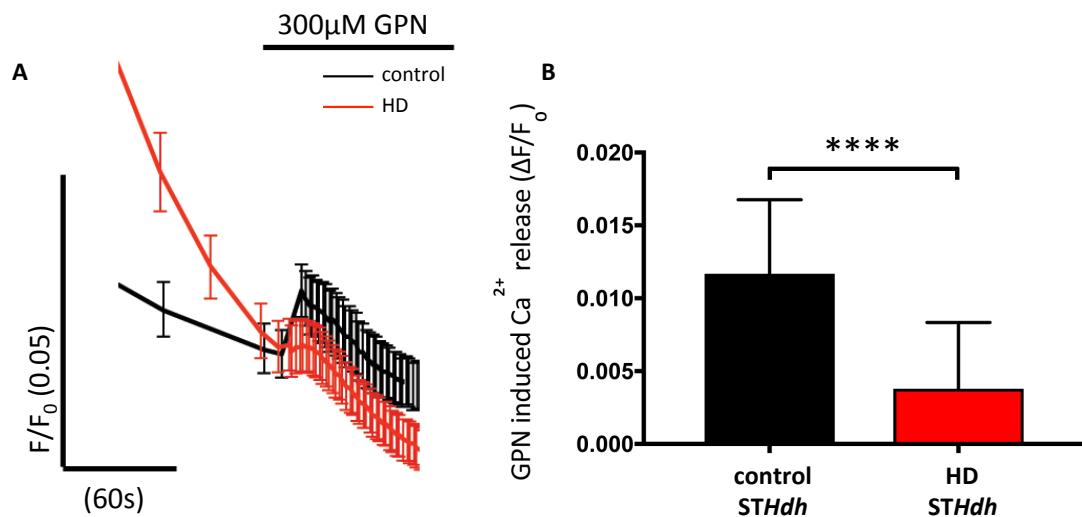 300µM GPN
A
control
HD
F/F₀ (0.05)
(60s)
B
GPN induced Ca²⁺ release (ΔF/F₀)
0.020
0.015
0.010
0.005
0.000
****
control
STHdh
HD
STHdh